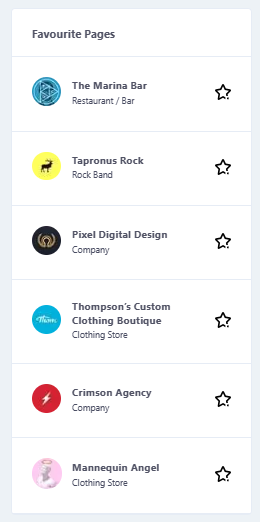 Favourite Pages
The Marina Bar
Restaurant / Bar
Tapronus Rock
Rock Band
Pixel Digital Design
Company
Thompson's Custom
Clothing Boutique
Thom.
Clothing Store
Crimson Agency
Company
Mannequin Angel
Clothing Store